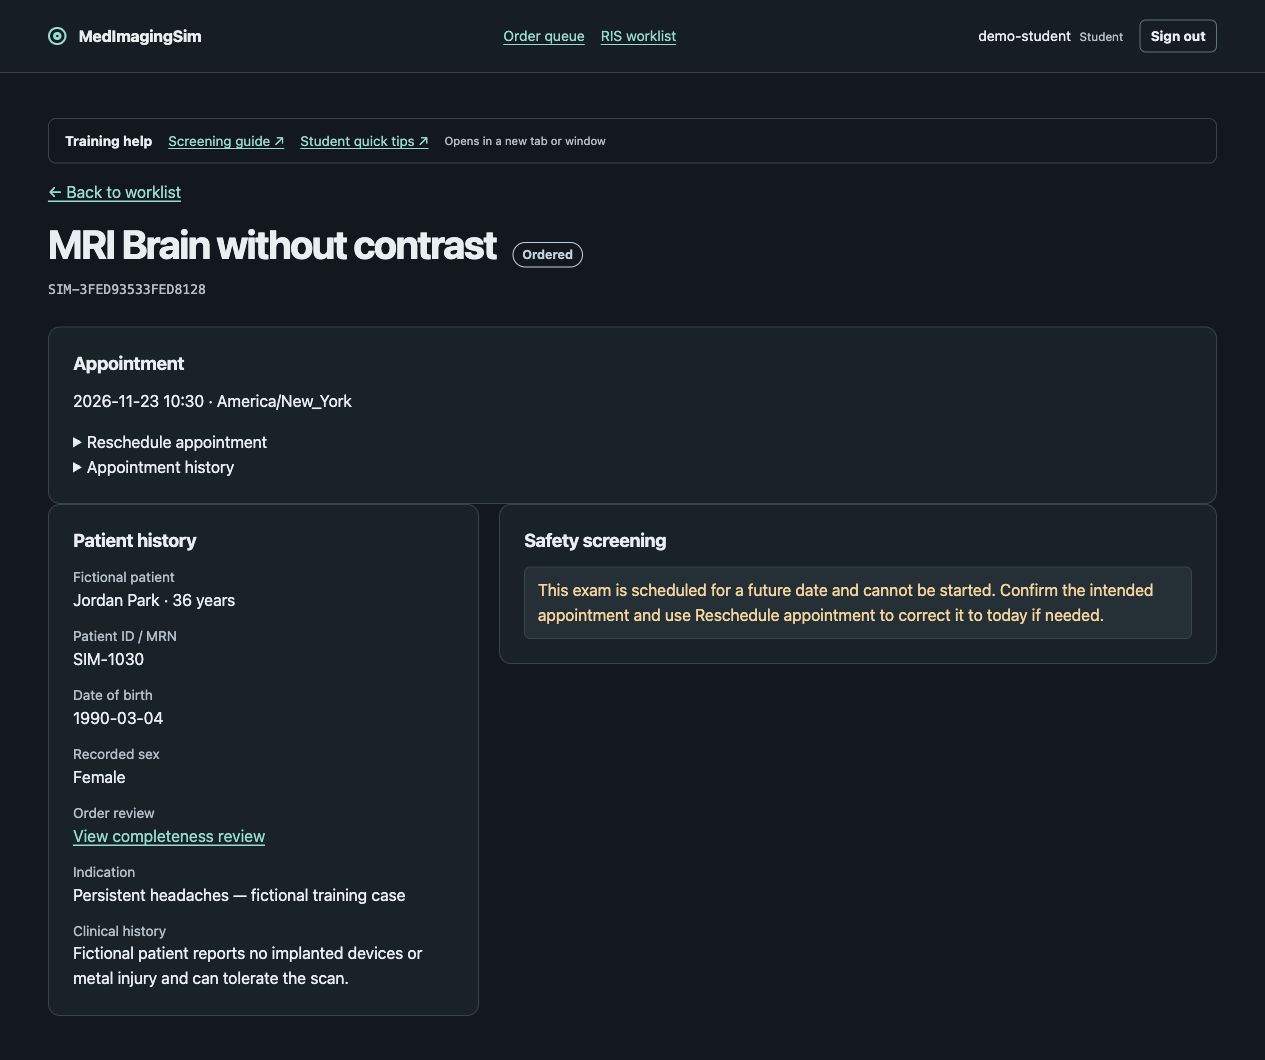 MedImagingSim
Order queue RIS worklist
demo-student Student Sign out
Training help Screening guide ↗ Student quick tips ↗ Opens in a new tab or window
← Back to worklist
MRI Brain without contrast Ordered
SIM-3FED93533FED8128
Appointment
2026-11-23 10:30 · America/New_York
▶ Reschedule appointment
▶ Appointment history
Patient history
Fictional patient
Jordan Park · 36 years
Patient ID / MRN
SIM-1030
Date of birth
1990-03-04
Recorded sex
Female
Order review
View completeness review
Indication
Persistent headaches — fictional training case
Clinical history
Fictional patient reports no implanted devices or
metal injury and can tolerate the scan.
Safety screening
This exam is scheduled for a future date and cannot be started. Confirm the intended
appointment and use Reschedule appointment to correct it to today if needed.